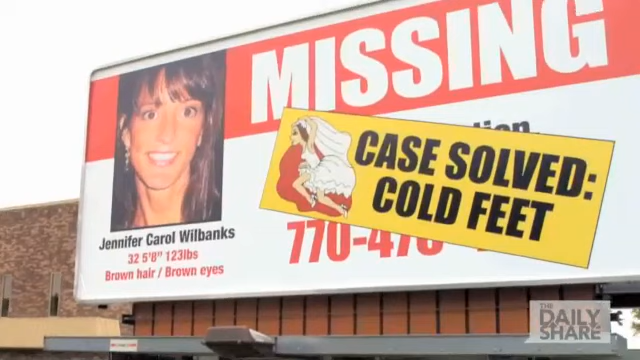 MISSING
CASE SOLVED:
COLD FEET
Jennifer Carol Wilbanks
32 5'8" 123lbs
Brown hair / Brown eyes
THE
DAILY
SHARE